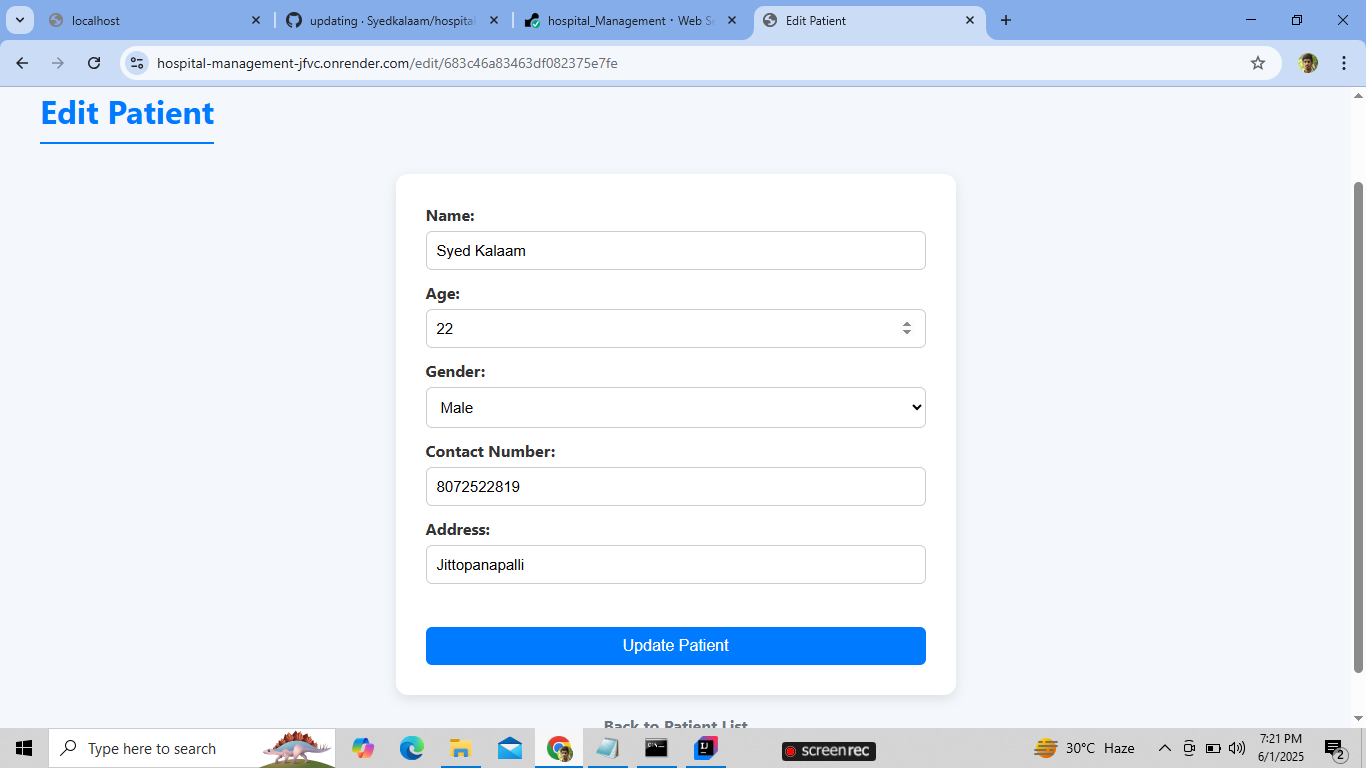 localhost
updating · Syedkalaam/hospital
hospital_Management · Web Se
Edit Patient
hospital-management-jfvc.onrender.com/edit/683c46a83463df082375e7fe
Edit Patient
Name:
Syed Kalaam
Age:
22
Gender:
Male
Contact Number:
8072522819
Address:
Jittopanapalli
Update Patient
Back to Patient List
Type here to search
screenrec
30°C Haze
7:21 PM
6/1/2025
2